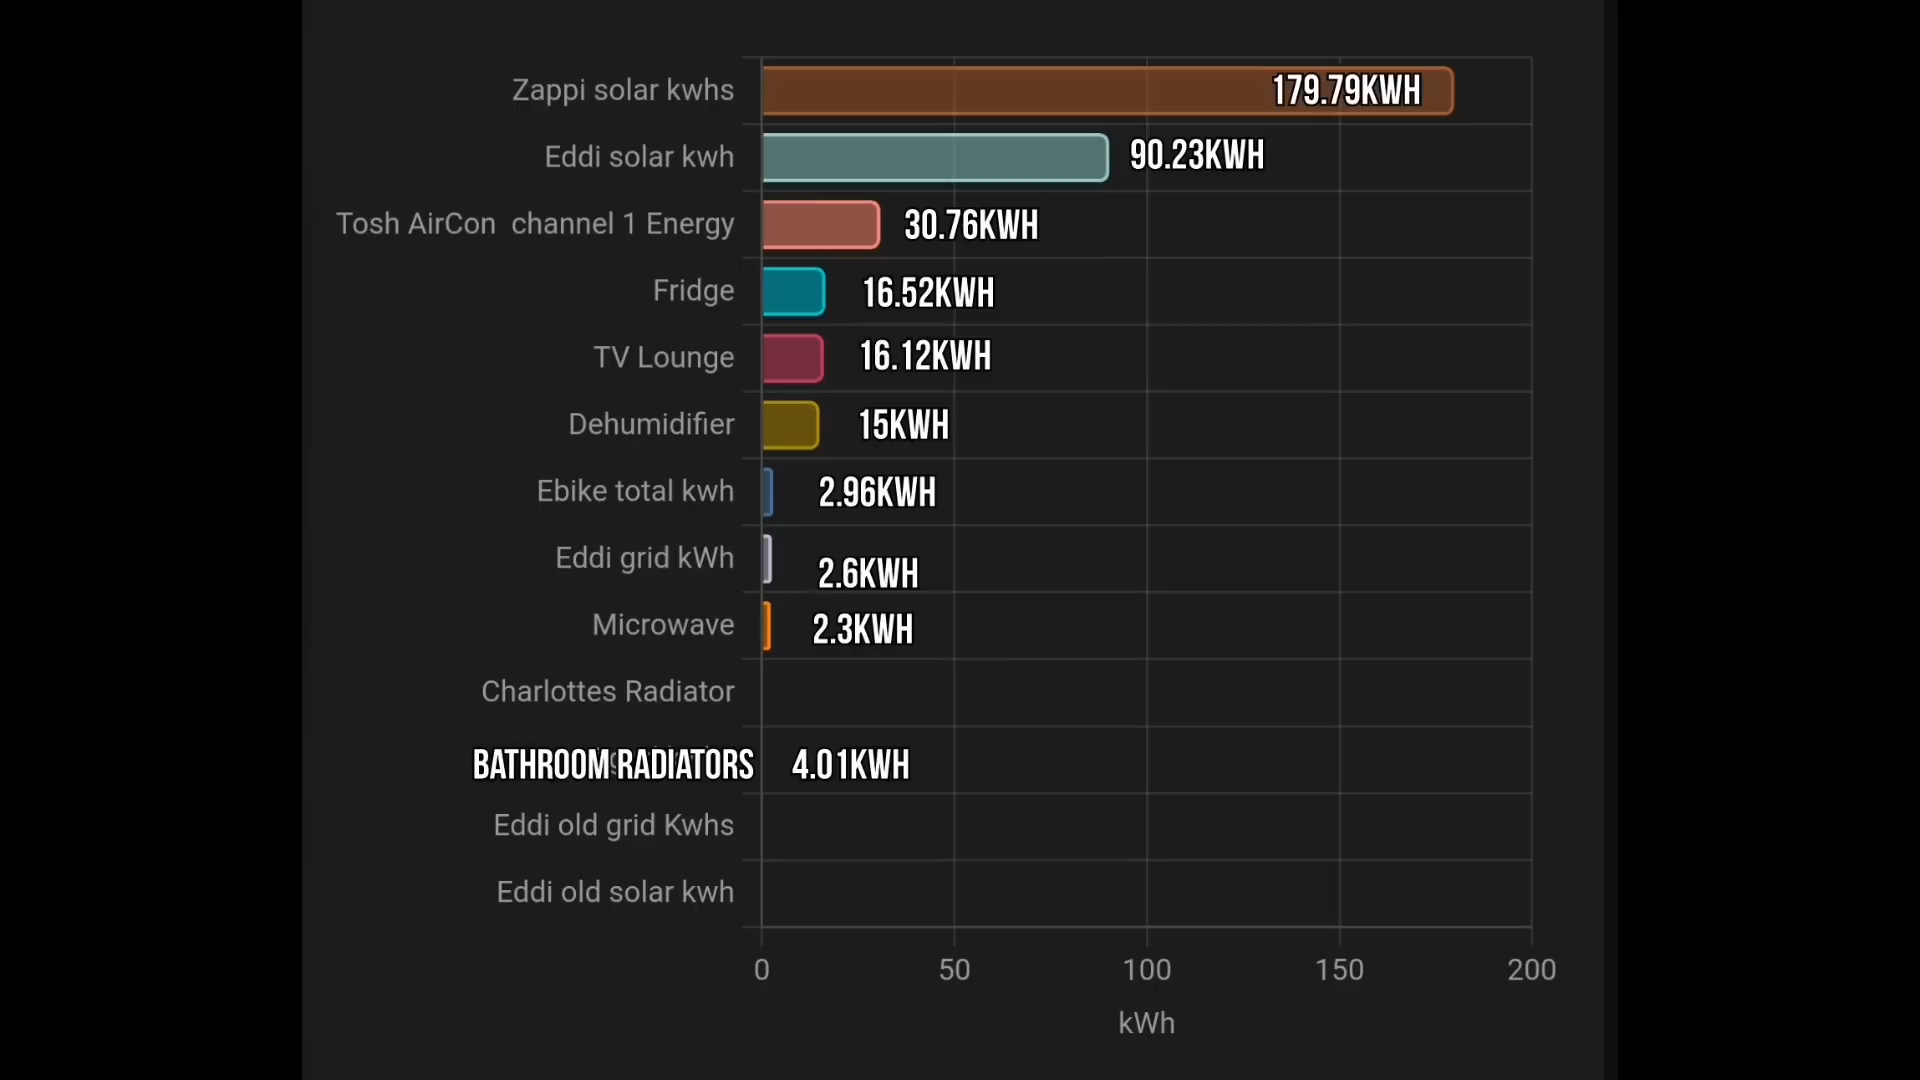 Zappi solar kwhs 179.79KWH
Eddi solar kwh 90.23KWH
Tosh AirCon channel 1 Energy 30.76KWH
Fridge 16.52KWH
TV Lounge 16.12KWH
Dehumidifier 15KWH
Ebike total kwh 2.96KWH
Eddi grid kWh 2.6KWH
Microwave 2.3KWH
Charlottes Radiator
BATHROOM RADIATORS 4.01KWH
Eddi old grid Kwhs
Eddi old solar kwh
0 50 100 150 200
kWh